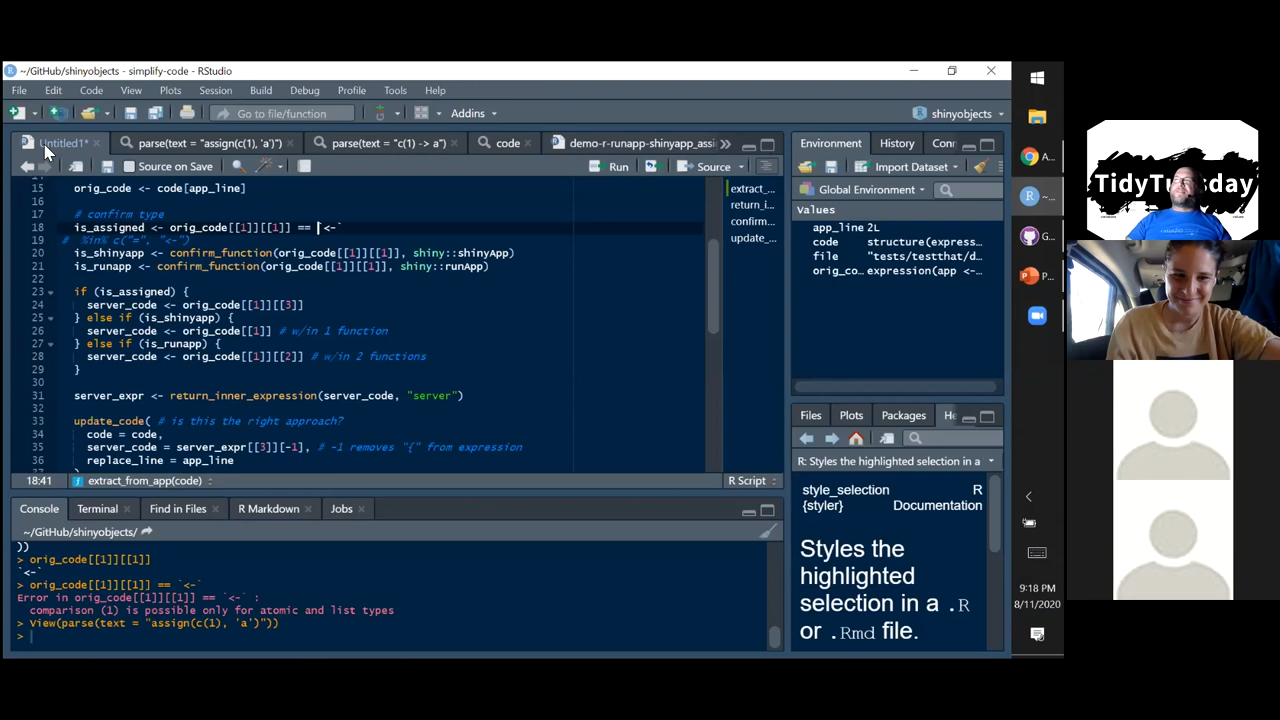 ~/GitHub/shinyobjects - simplify-code - RStudio
File Edit Code View Plots Session Build Debug Profile Tools Help
Go to file/function Addins shinyobjects
Untitled1* parse(text = "assign(c(1), 'a')") parse(text = "c(1) -> a") code demo-r-runapp-shinyapp_assi
Source on Save Run Source
15 orig_code <- code[app_line]
16
17 # confirm type
18 is_assigned <- orig_code[[1]][[1]] == `<-`
19 # %in% c("=", "<-")
20 is_shinyapp <- confirm_function(orig_code[[1]][[1]], shiny::shinyApp)
21 is_runapp <- confirm_function(orig_code[[1]][[1]], shiny::runApp)
22
23 if (is_assigned) {
24 server_code <- orig_code[[1]][[3]]
25 } else if (is_shinyapp) {
26 server_code <- orig_code[[1]] # w/in 1 function
27 } else if (is_runapp) {
28 server_code <- orig_code[[1]][[2]] # w/in 2 functions
29 }
30
31 server_expr <- return_inner_expression(server_code, "server")
32
33 update_code( # is this the right approach?
34 code = code,
35 server_code = server_expr[[3]][-1], # -1 removes "{" from expression
36 replace_line = app_line
extract_...
return_i...
confirm...
update_...
18:41 extract_from_app(code) R Script
Console Terminal Find in Files R Markdown Jobs
~/GitHub/shinyobjects/
))
> orig_code[[1]][[1]]
`<-`
> orig_code[[1]][[1]] == `<-`
Error in orig_code[[1]][[1]] == `<-` :
comparison (1) is possible only for atomic and list types
> View(parse(text = "assign(c(1), 'a')"))
>
Environment History Con
Import Dataset
Global Environment
Values
app_line 2L
code structure(express...
file "tests/testthat/d...
orig_co... expression(app <-...
Files Plots Packages He
R: Styles the highlighted selection in a
style_selection R
{styler} Documentation
Styles the
highlighted
selection in a .R
or .Rmd file.
A...
~...
G...
P...
9:18 PM
8/11/2020
TidyTuesday